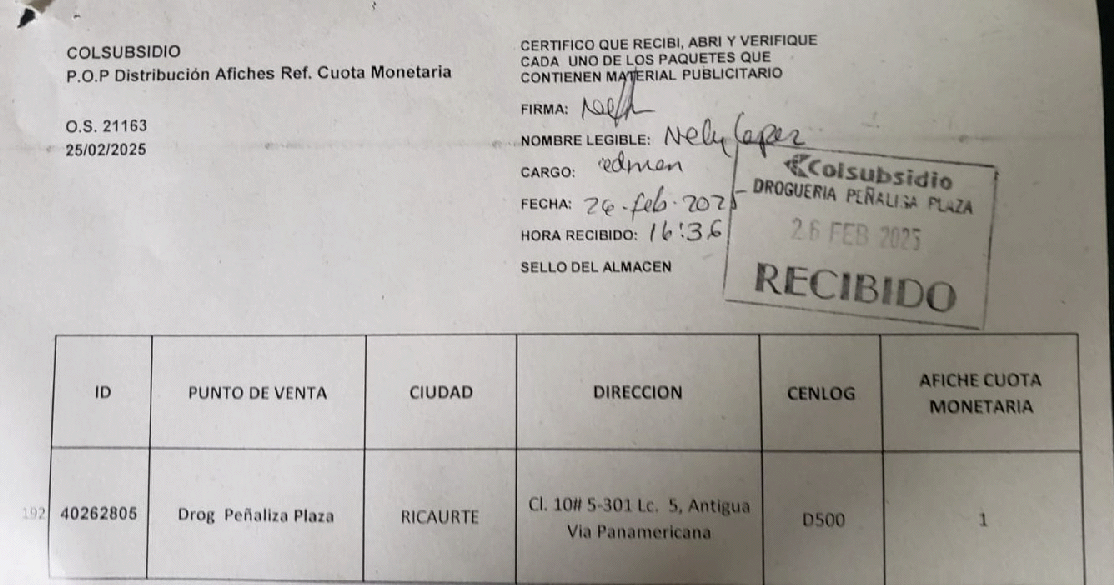 COLSUBSIDIO
P.O.P Distribución Afiches Ref. Cuota Monetaria
O.S. 21163
25/02/2025
CERTIFICO QUE RECIBI, ABRI Y VERIFIQUE
CADA UNO DE LOS PAQUETES QUE
CONTIENEN MATERIAL PUBLICITARIO
FIRMA:
NOMBRE LEGIBLE: Nely Lopez
CARGO:
FECHA: 26-feb-2025
HORA RECIBIDO: 16:36
SELLO DEL ALMACEN
Colsubsidio
DROGUERIA PEÑALISA PLAZA
26 FEB 2025
RECIBIDO
ID PUNTO DE VENTA CIUDAD DIRECCION CENLOG AFICHE CUOTA MONETARIA
192 40262805 Drog Peñaliza Plaza RICAURTE Cl. 10# 5-301 Lc. 5, Antigua Via Panamericana D500 1